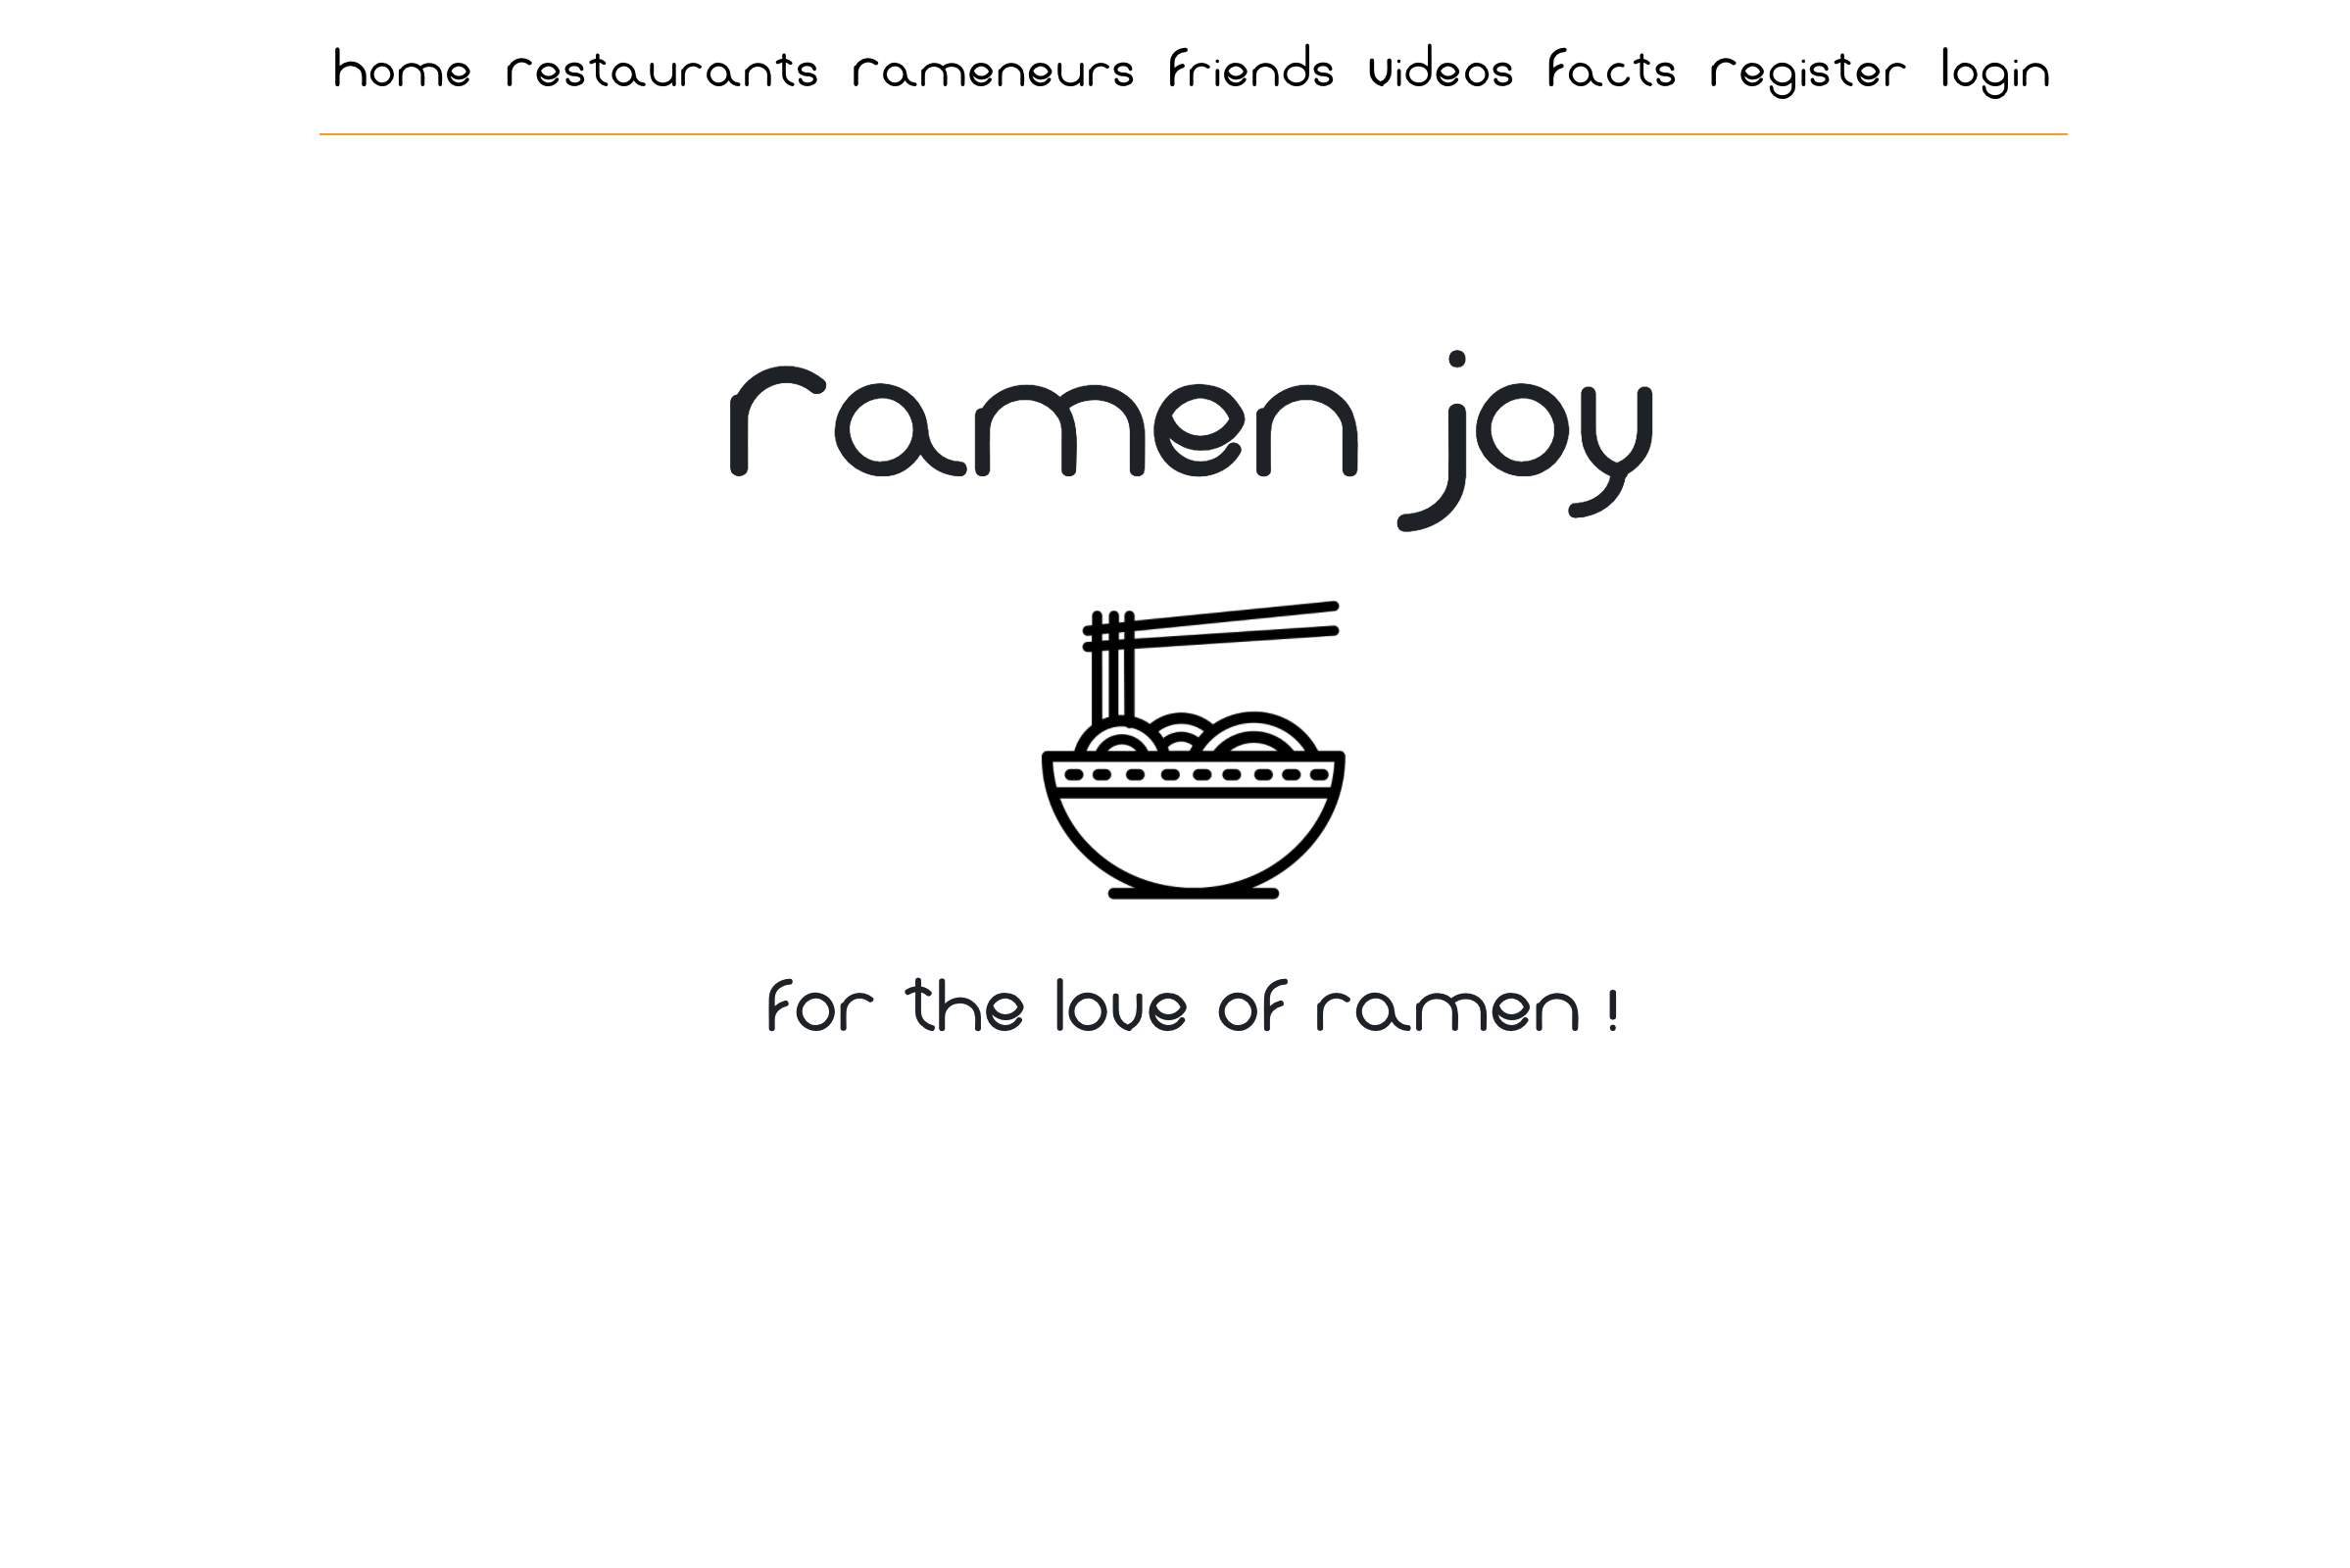 home restaurants rameneurs friends videos facts register login
ramen joy
for the love of ramen !